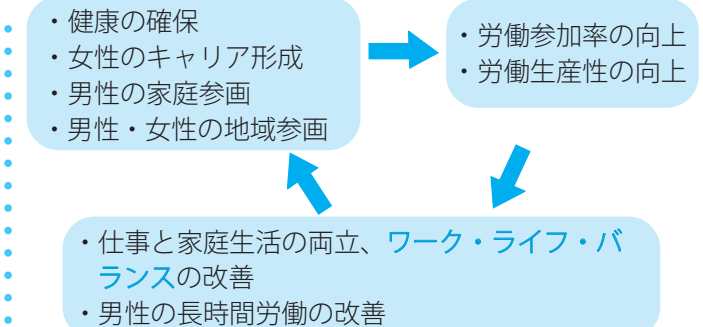 ・健康の確保
・女性のキャリア形成
・男性の家庭参画
・男性・女性の地域参画
・労働参加率の向上
・労働生産性の向上
・仕事と家庭生活の両立、ワーク・ライフ・バ
ランスの改善
・男性の長時間労働の改善